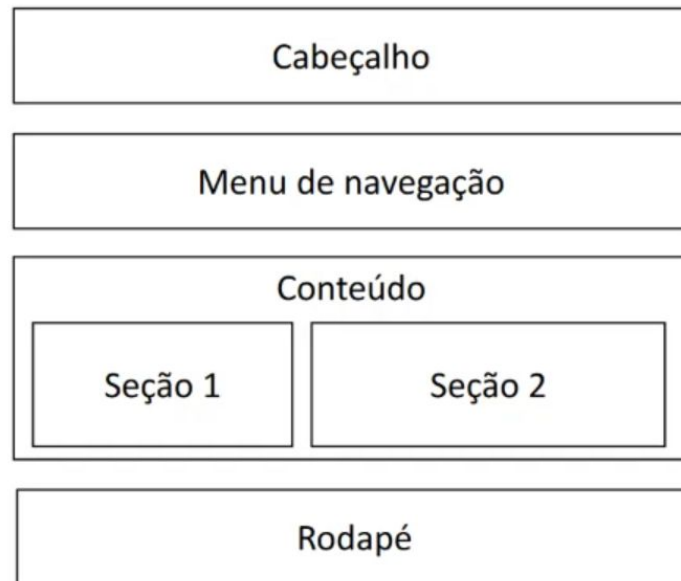 Cabeçalho
Menu de navegação
Conteúdo
Seção 1
Seção 2
Rodapé